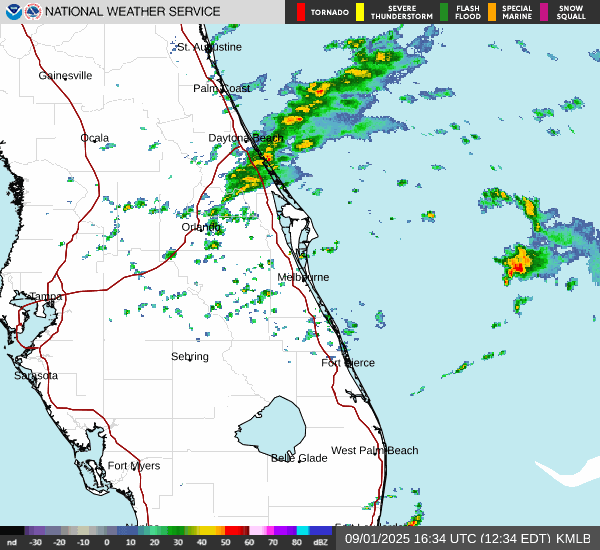 NATIONAL WEATHER SERVICE
TORNADO
SEVERE
THUNDERSTORM
FLASH
FLOOD
SPECIAL
MARINE
SNOW
SQUALL
St. Augustine
Gainesville
Palm Coast
Ocala
Daytona Beach
Orlando
Melbourne
Tampa
Sebring
Fort Pierce
Sarasota
West Palm Beach
Belle Glade
Fort Myers
nd -30 -20 -10 0 10 20 30 40 50 60 70 80 dBZ
09/01/2025 16:34 UTC (12:34 EDT) KMLB